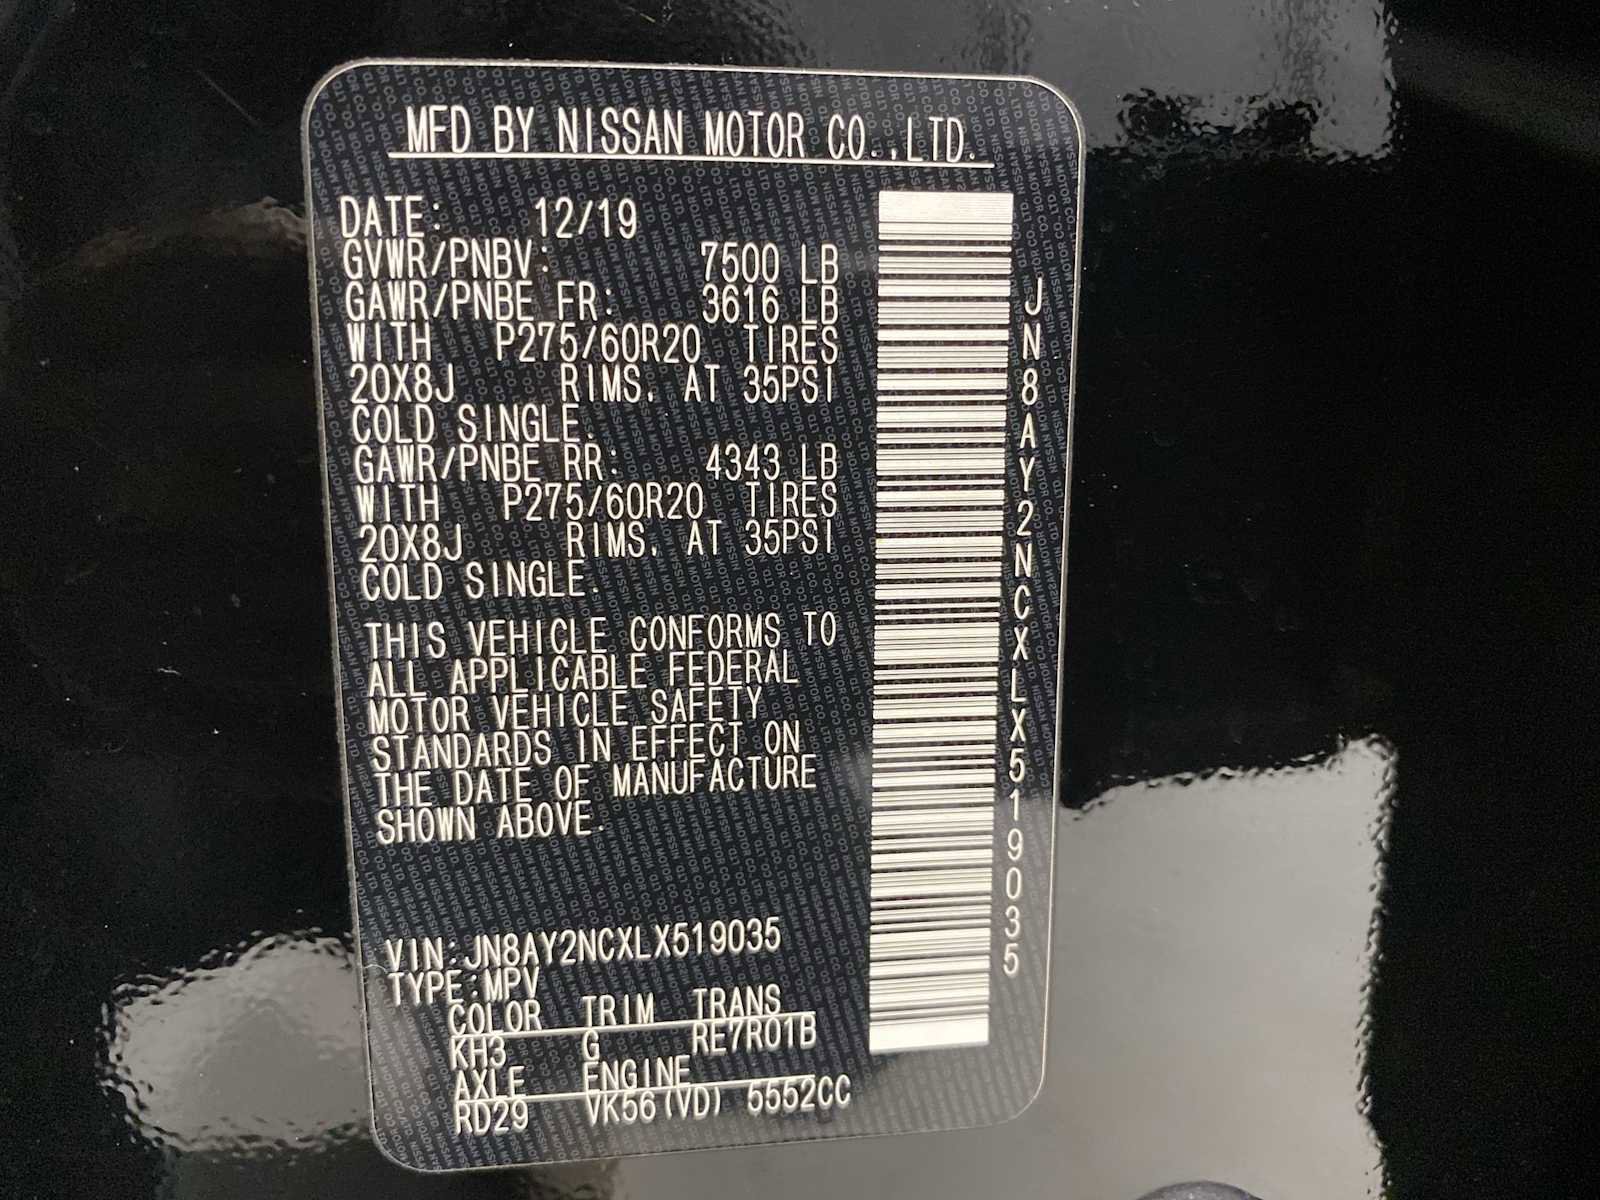 MFD BY NISSAN MOTOR CO.,LTD.
DATE: 12/19
GVWR/PNBV: 7500 LB
GAWR/PNBE FR: 3616 LB
WITH P275/60R20 TIRES
20X8J RIMS. AT 35PSI
COLD SINGLE.
GAWR/PNBE RR: 4343 LB
WITH P275/60R20 TIRES
20X8J RIMS. AT 35PSI
COLD SINGLE.
THIS VEHICLE CONFORMS TO
ALL APPLICABLE FEDERAL
MOTOR VEHICLE SAFETY
STANDARDS IN EFFECT ON
THE DATE OF MANUFACTURE
SHOWN ABOVE.
VIN:JN8AY2NCXLX519035
TYPE:MPV
COLOR TRIM TRANS
KH3 G RE7R01B
AXLE ENGINE
RD29 VK56(VD) 5552CC
JN8AY2NCXLX519035